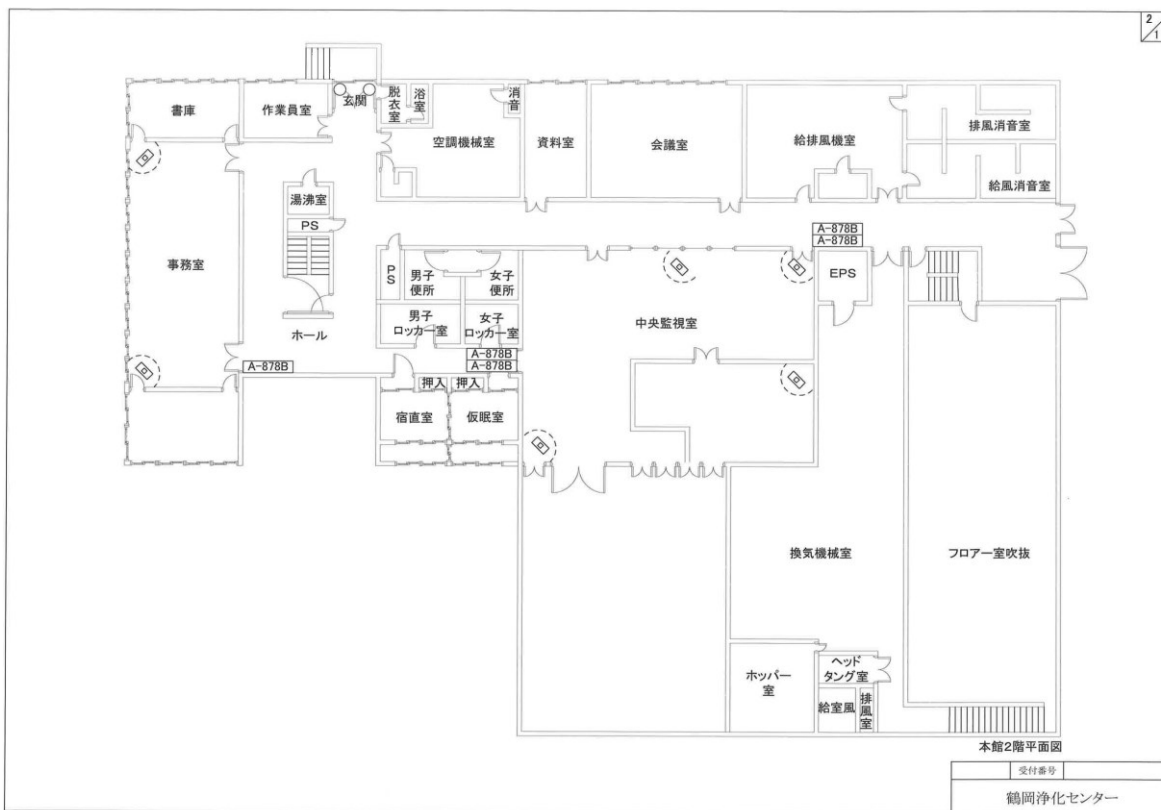 2
1
書庫
作業員室
玄関
脱衣室
浴室
消音
空調機械室
資料室
会議室
給排風機室
排風消音室
給風消音室
湯沸室
PS
事務室
ホール
A-878B
PS
男子
便所
女子
便所
男子
ロッカー室
女子
ロッカー室
A-878B
A-878B
押入
押入
宿直室
仮眠室
A-878B
A-878B
EPS
中央監視室
換気機械室
フロアー室吹抜
ホッパー
室
ヘッド
タング室
給室風
排風室
本館2階平面図
受付番号
鶴岡浄化センター